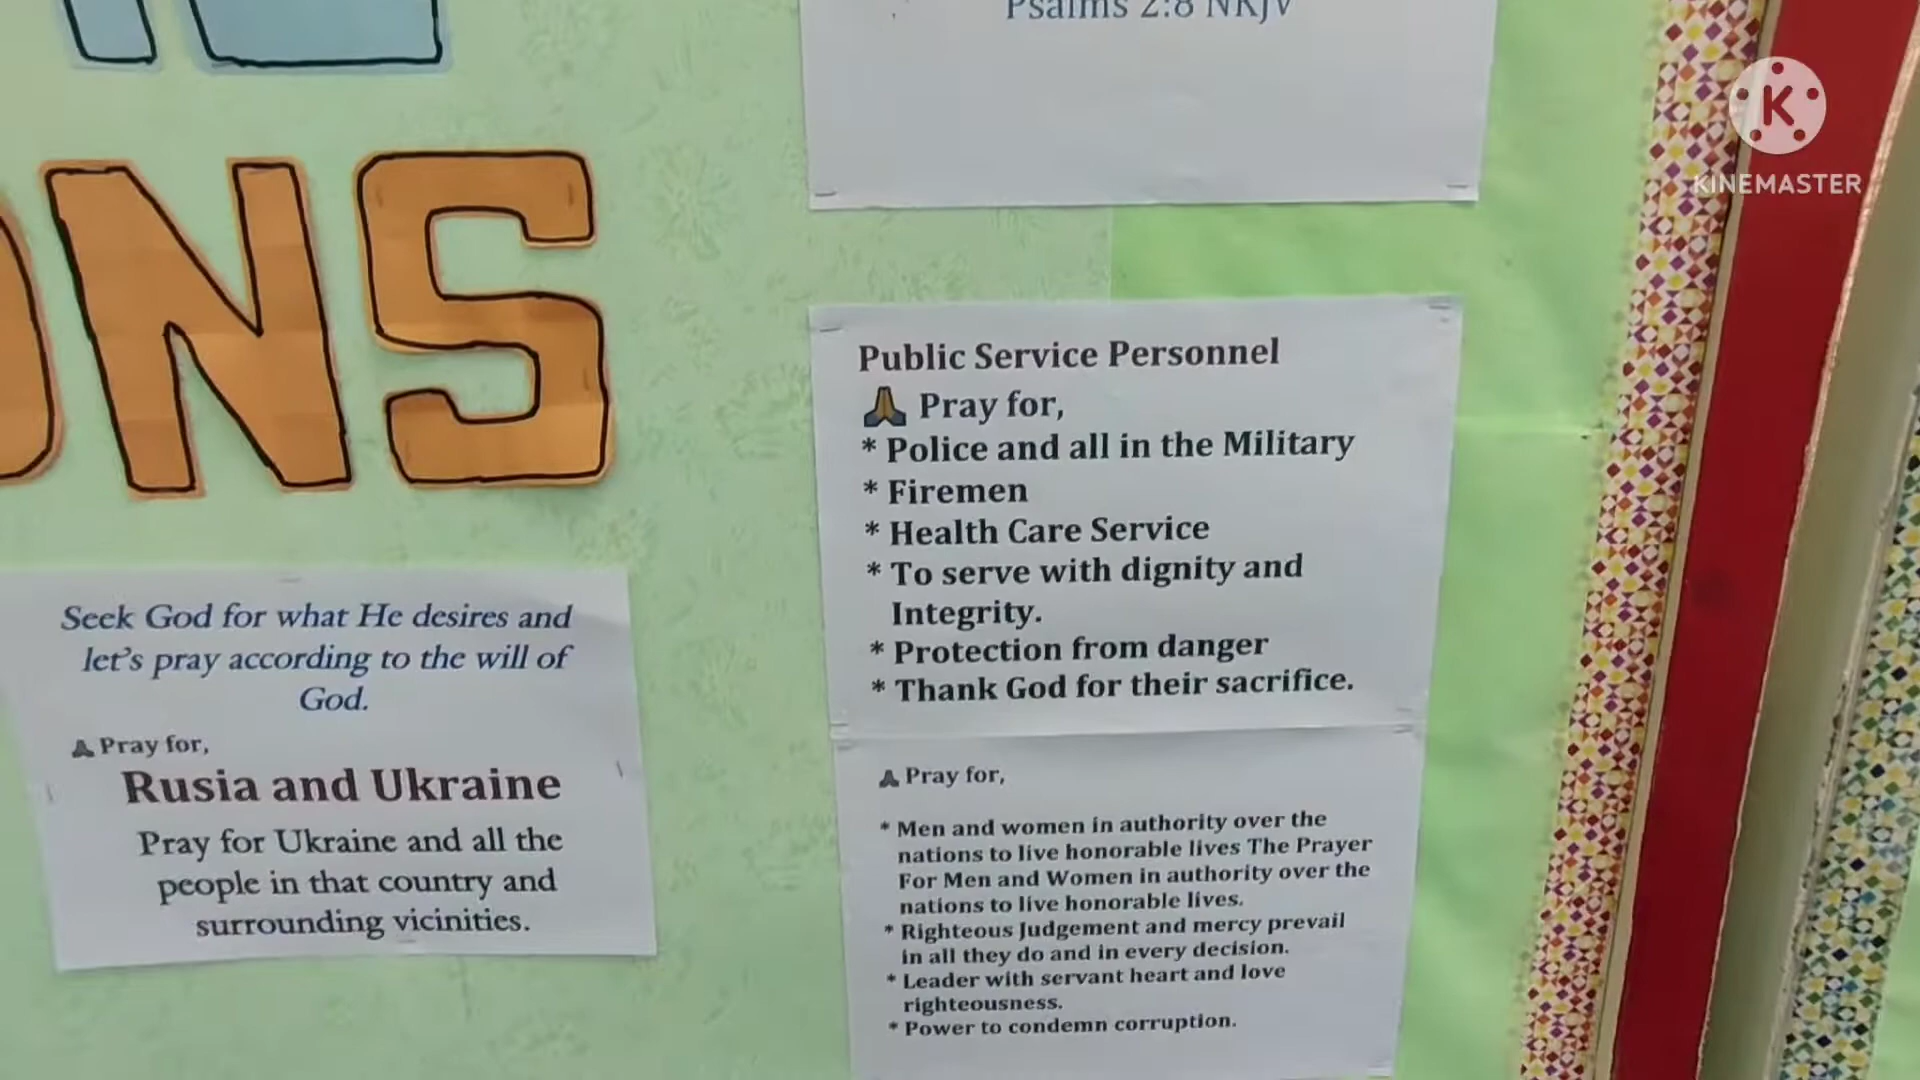 Psalms 2:8 NKJV
KINEMASTER
ONS
Public Service Personnel
🙏 Pray for,
* Police and all in the Military
* Firemen
* Health Care Service
* To serve with dignity and
Integrity.
* Protection from danger
* Thank God for their sacrifice.
Seek God for what He desires and
let's pray according to the will of
God.
🙏 Pray for,
Rusia and Ukraine
Pray for Ukraine and all the
people in that country and
surrounding vicinities.
🙏 Pray for,
* Men and women in authority over the
nations to live honorable lives The Prayer
For Men and Women in authority over the
nations to live honorable lives.
* Righteous Judgement and mercy prevail
in all they do and in every decision.
* Leader with servant heart and love
righteousness.
* Power to condemn corruption.